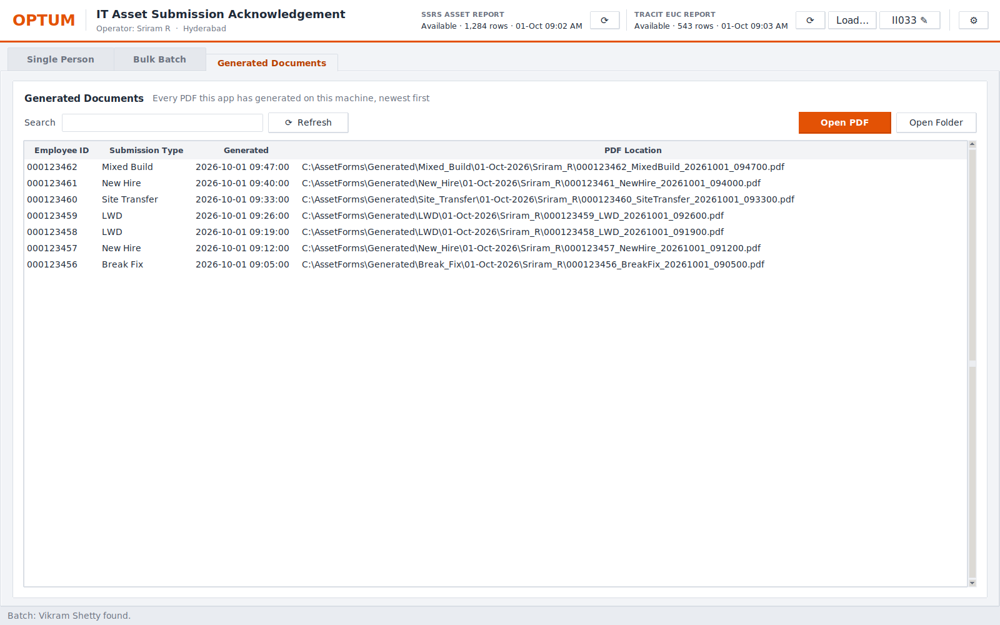 OPTUM
IT Asset Submission Acknowledgement
Operator: Sriram R · Hyderabad
SSRS ASSET REPORT
Available · 1,284 rows · 01-Oct 09:02 AM
⟳
TRACIT EUC REPORT
Available · 543 rows · 01-Oct 09:03 AM
⟳
Load...
II033 ✎
⚙
Single Person
Bulk Batch
Generated Documents
Generated Documents Every PDF this app has generated on this machine, newest first
Search
⟳ Refresh
Open PDF
Open Folder
Employee ID Submission Type Generated PDF Location
000123462 Mixed Build 2026-10-01 09:47:00 C:\AssetForms\Generated\Mixed_Build\01-Oct-2026\Sriram_R\000123462_MixedBuild_20261001_094700.pdf
000123461 New Hire 2026-10-01 09:40:00 C:\AssetForms\Generated\New_Hire\01-Oct-2026\Sriram_R\000123461_NewHire_20261001_094000.pdf
000123460 Site Transfer 2026-10-01 09:33:00 C:\AssetForms\Generated\Site_Transfer\01-Oct-2026\Sriram_R\000123460_SiteTransfer_20261001_093300.pdf
000123459 LWD 2026-10-01 09:26:00 C:\AssetForms\Generated\LWD\01-Oct-2026\Sriram_R\000123459_LWD_20261001_092600.pdf
000123458 LWD 2026-10-01 09:19:00 C:\AssetForms\Generated\LWD\01-Oct-2026\Sriram_R\000123458_LWD_20261001_091900.pdf
000123457 New Hire 2026-10-01 09:12:00 C:\AssetForms\Generated\New_Hire\01-Oct-2026\Sriram_R\000123457_NewHire_20261001_091200.pdf
000123456 Break Fix 2026-10-01 09:05:00 C:\AssetForms\Generated\Break_Fix\01-Oct-2026\Sriram_R\000123456_BreakFix_20261001_090500.pdf
Batch: Vikram Shetty found.